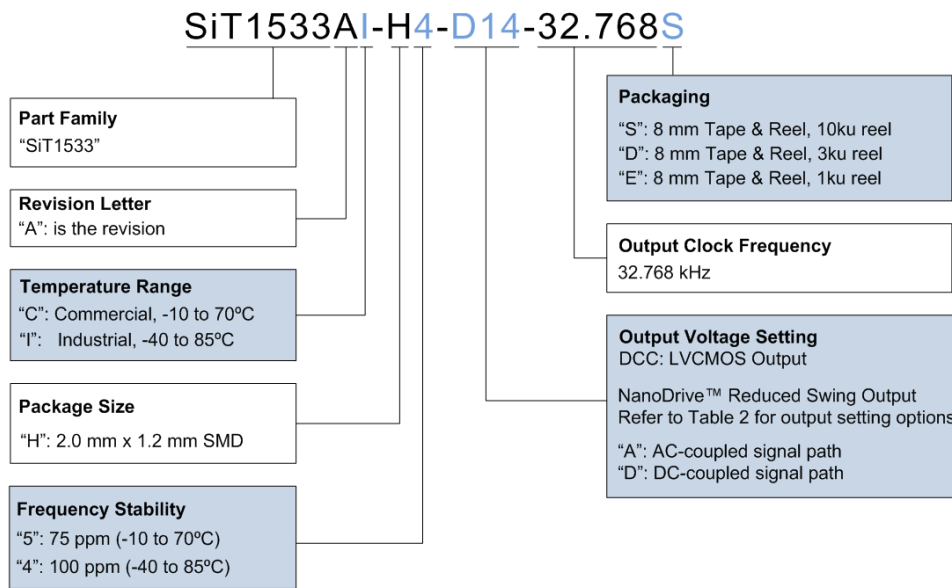 SiT1533AI-H4-D14-32.768S
Part Family
“SiT1533”
Revision Letter
“A”: is the revision
Temperature Range
“C”: Commercial, -10 to 70ºC
“I”: Industrial, -40 to 85ºC
Package Size
“H”: 2.0 mm x 1.2 mm SMD
Frequency Stability
“5”: 75 ppm (-10 to 70ºC)
“4”: 100 ppm (-40 to 85ºC)
Packaging
“S”: 8 mm Tape & Reel, 10ku reel
“D”: 8 mm Tape & Reel, 3ku reel
“E”: 8 mm Tape & Reel, 1ku reel
Output Clock Frequency
32.768 kHz
Output Voltage Setting
DCC: LVCMOS Output
NanoDrive™ Reduced Swing Output
Refer to Table 2 for output setting options
“A”: AC-coupled signal path
“D”: DC-coupled signal path